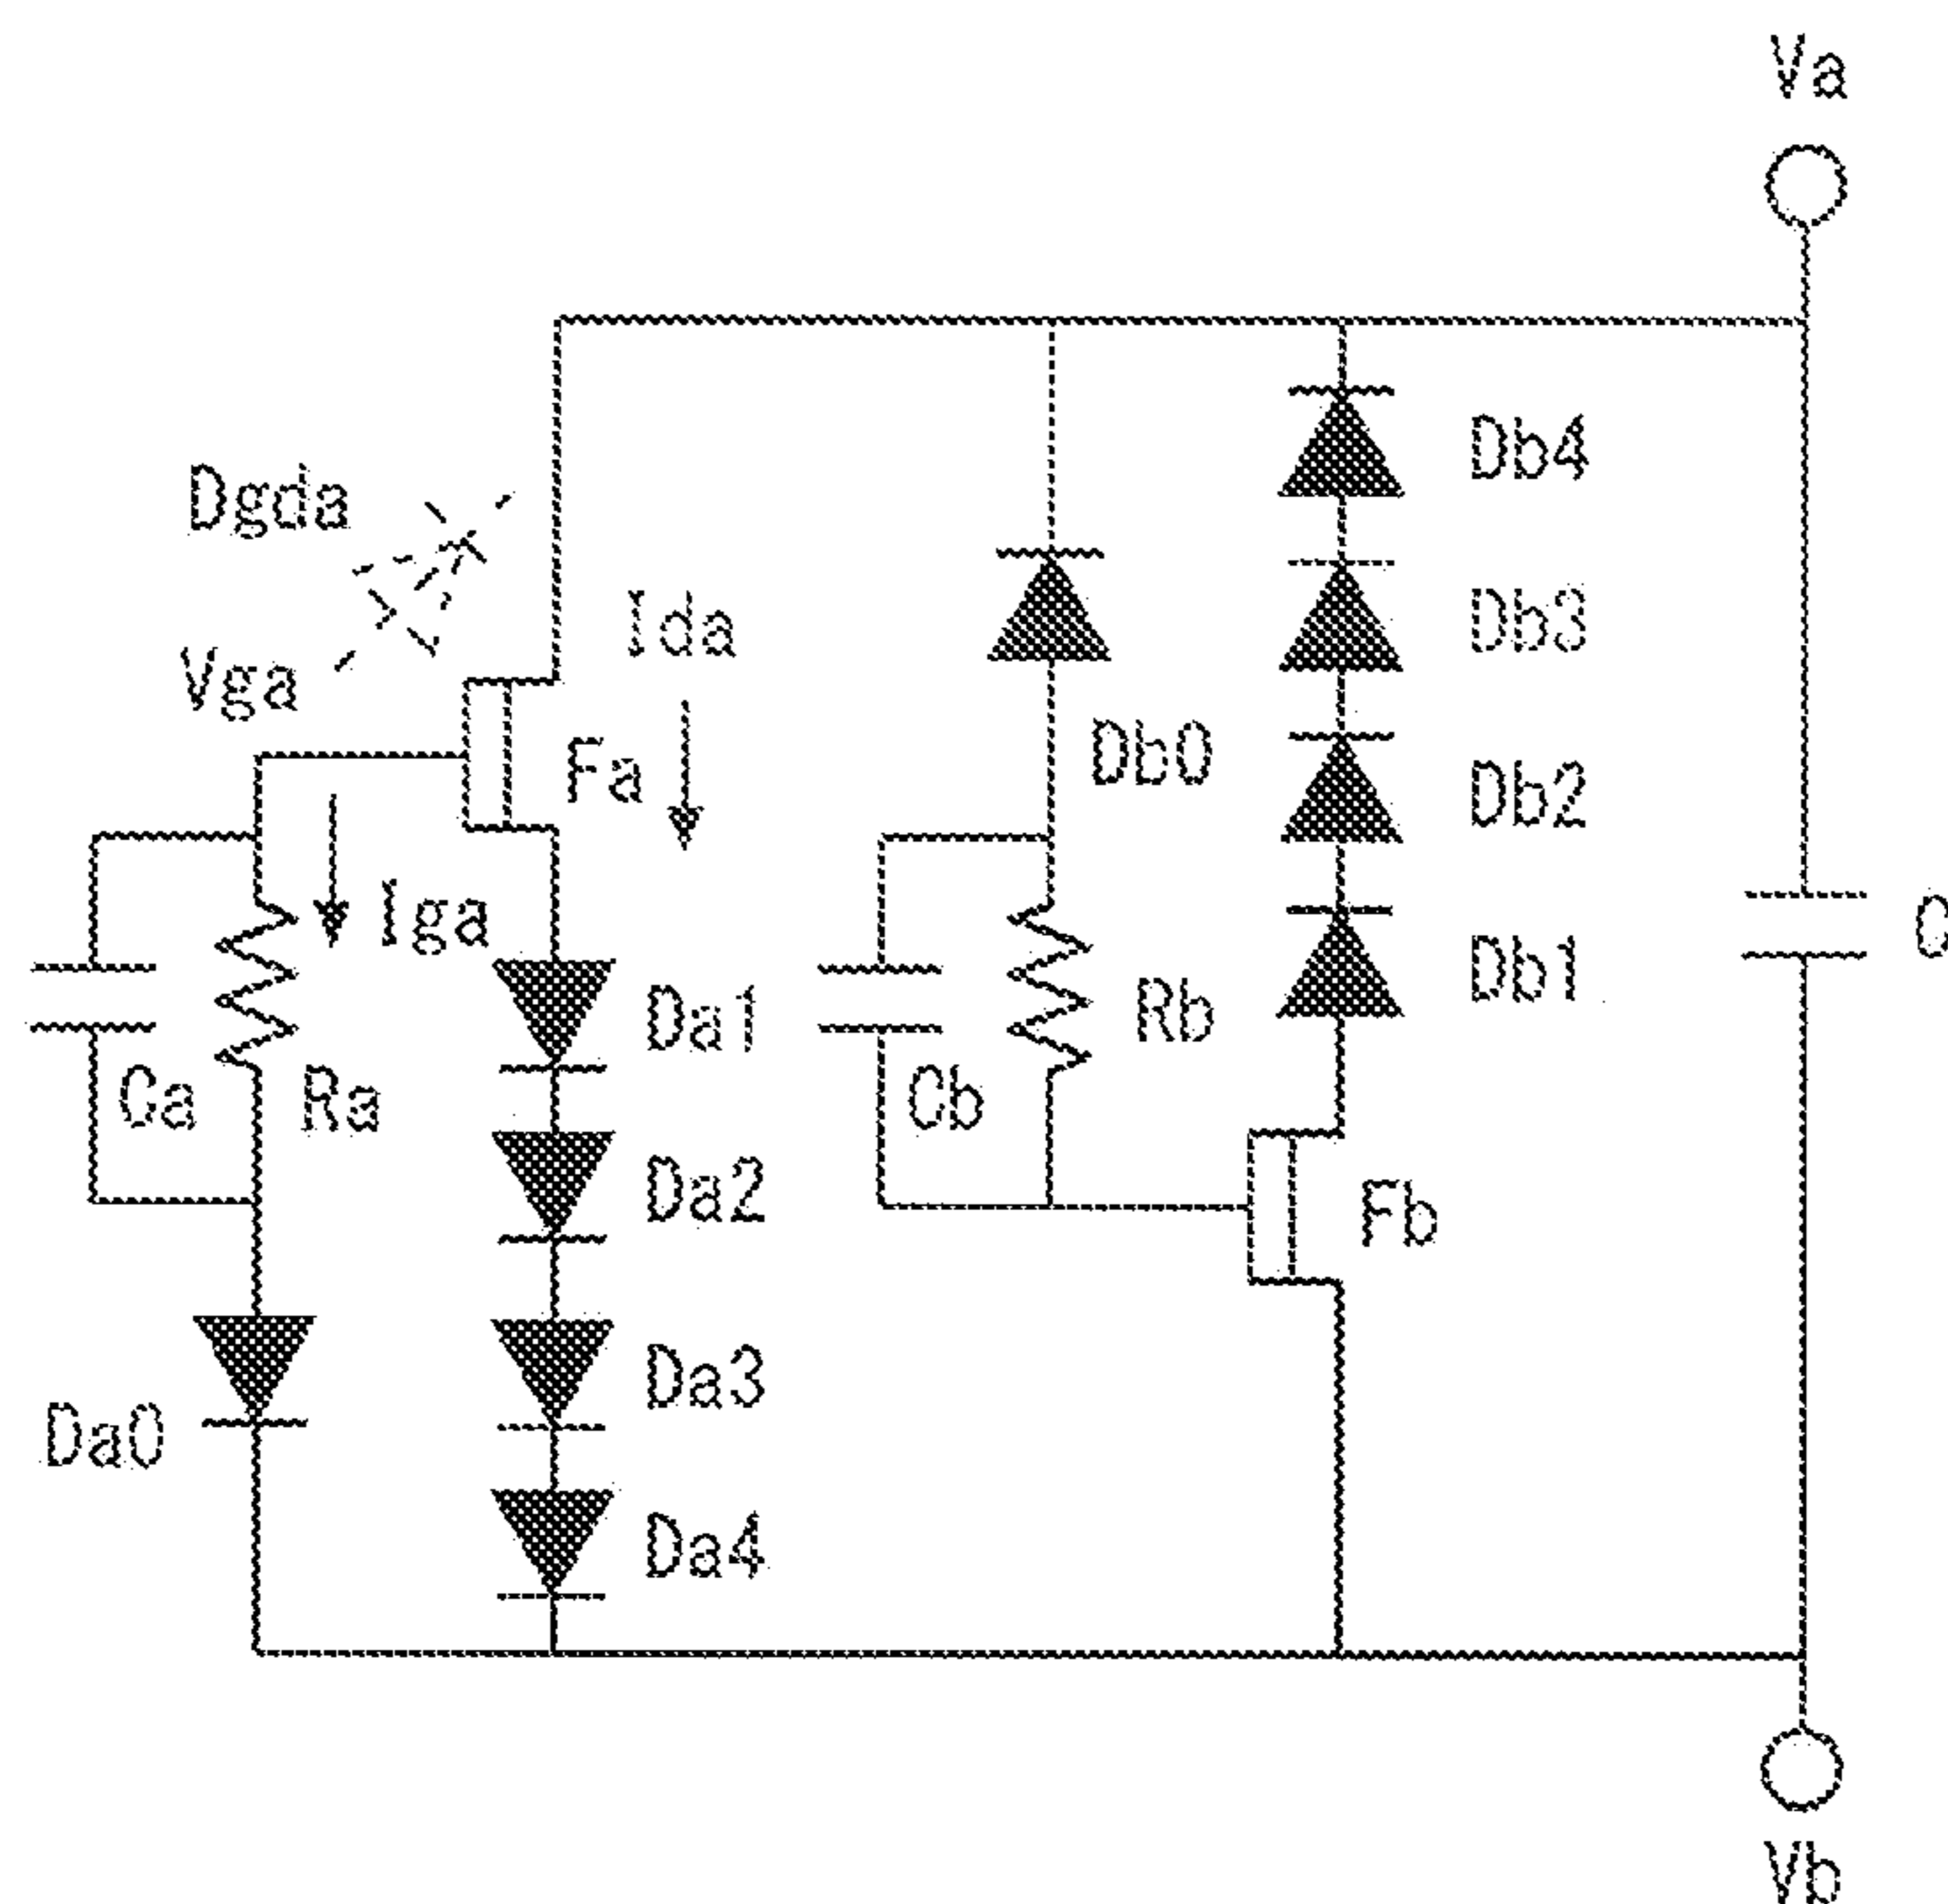 Va
Db4
Dgda
Ida
Db3
Vga
Fa
Db0
Db2
Iga
C
Da1
Rb
Db1
Ca
Ra
Cb
Da2
Fb
Da3
Da0
Da4
Vb